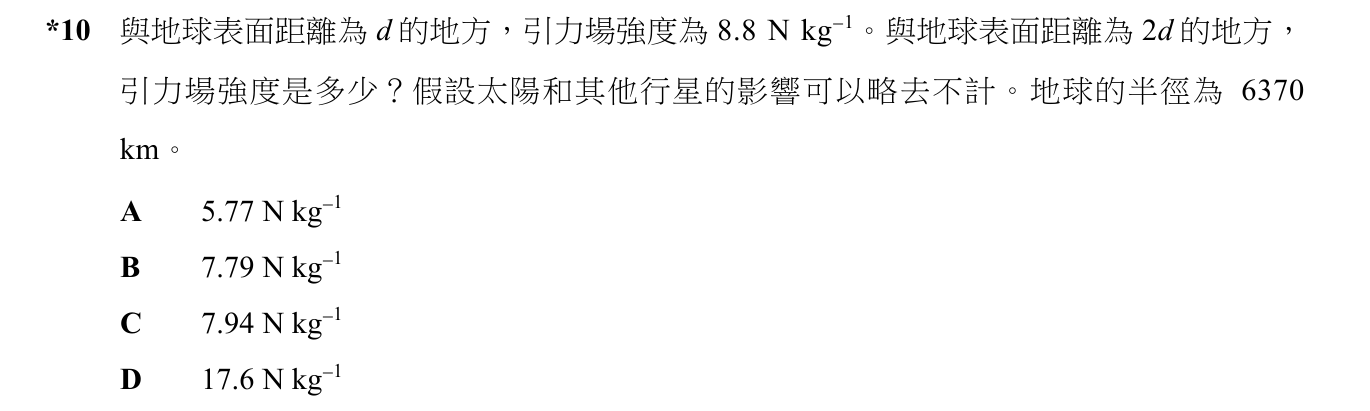 *10 與地球表面距離為 d 的地方，引力場強度為 8.8 N kg⁻¹。與地球表面距離為 2d 的地方，
引力場強度是多少？假設太陽和其他行星的影響可以略去不計。地球的半徑為 6370
km。
A 5.77 N kg⁻¹
B 7.79 N kg⁻¹
C 7.94 N kg⁻¹
D 17.6 N kg⁻¹